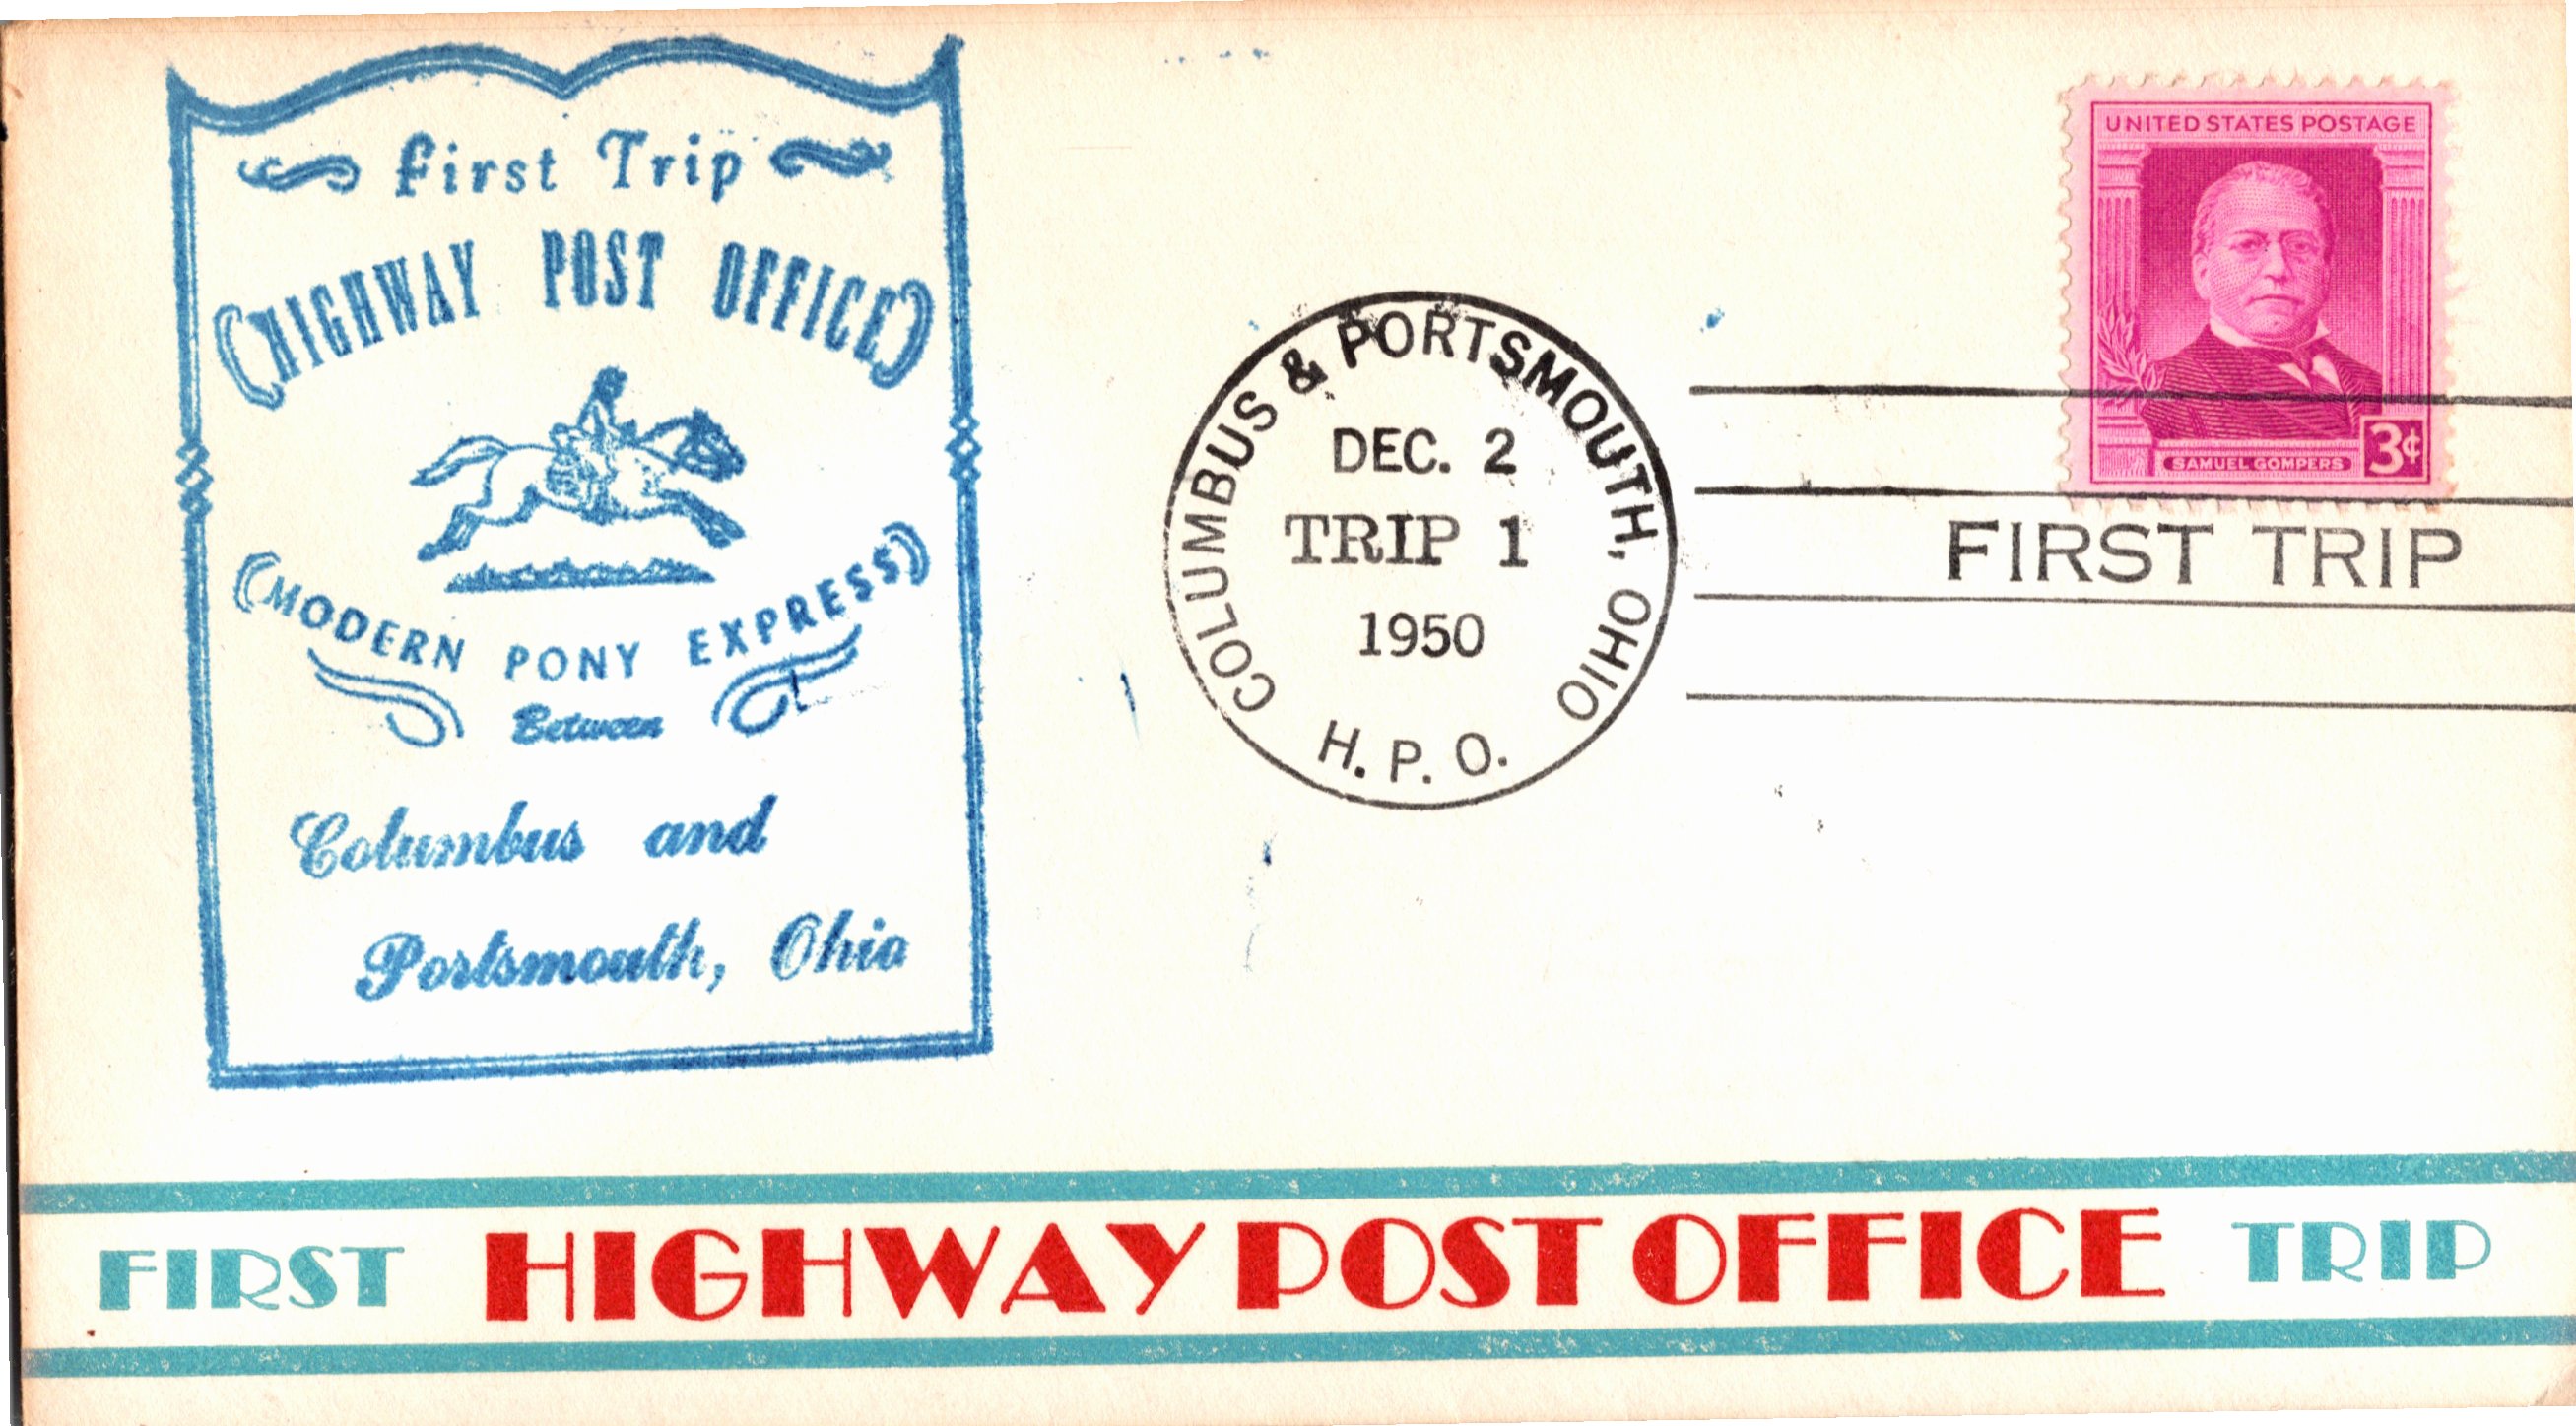 First Trip
HIGHWAY POST OFFICE
MODERN PONY EXPRESS
Between
Columbus and
Portsmouth, Ohio
COLUMBUS & PORTSMOUTH, OHIO
DEC. 2
TRIP 1
1950
H. P. O.
UNITED STATES POSTAGE
SAMUEL GOMPERS
3¢
FIRST TRIP
FIRST HIGHWAY POST OFFICE TRIP